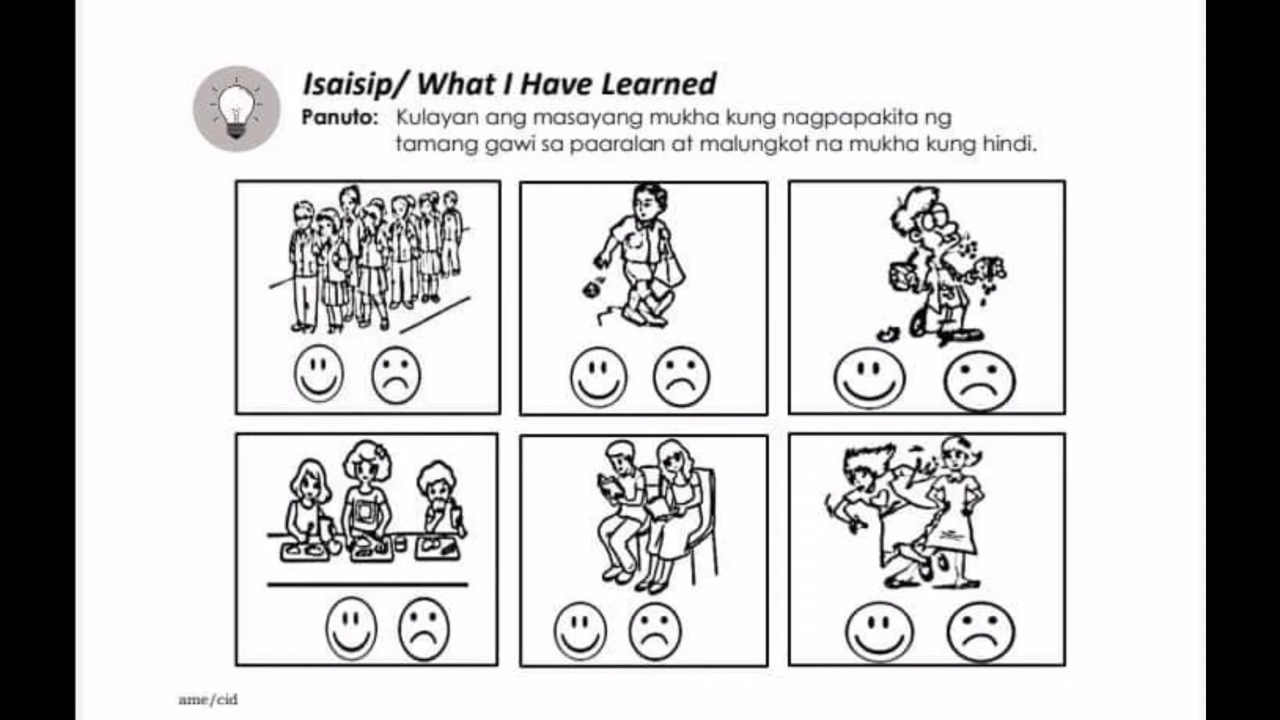 Isaisip/ What I Have Learned
Panuto: Kulayan ang masayang mukha kung nagpapakita ng
tamang gawi sa paaralan at malungkot na mukha kung hindi.
ame/cid